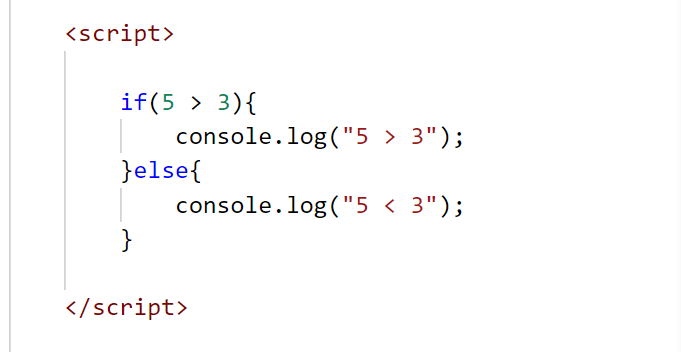 <script>
if(5 > 3){
console.log("5 > 3");
}else{
console.log("5 < 3");
}
</script>